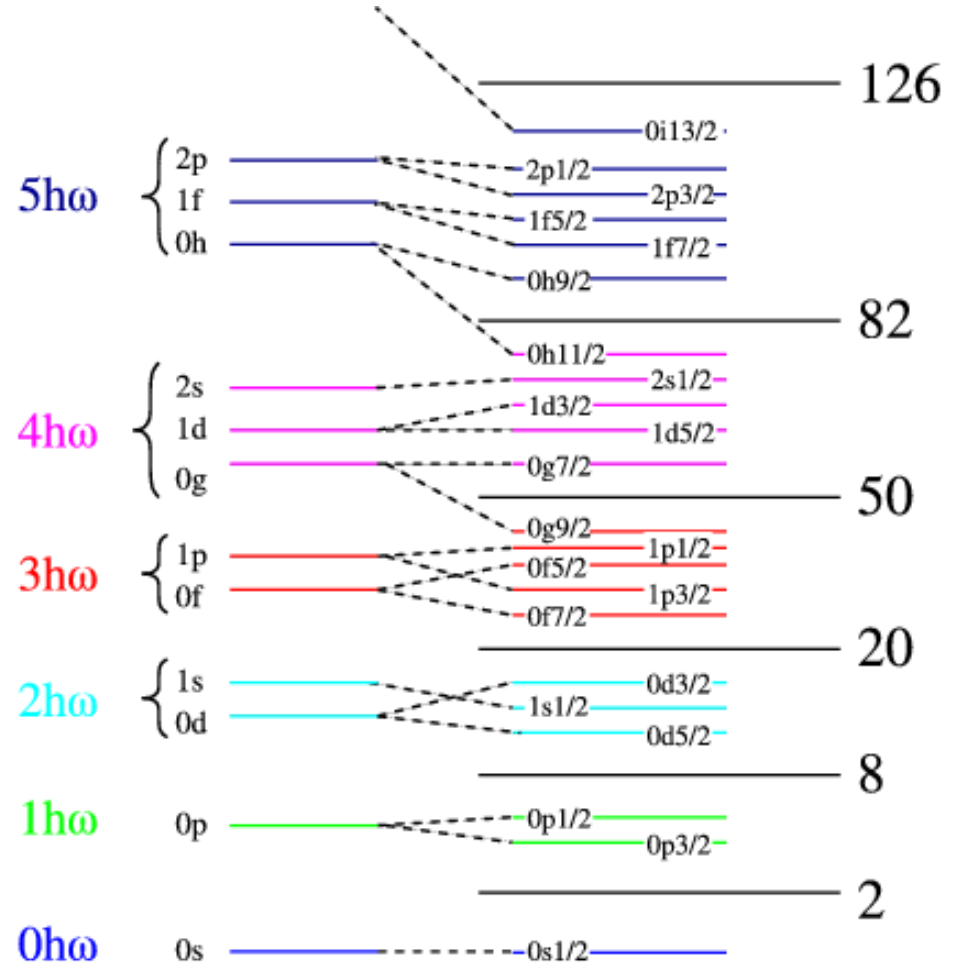 126
0i13/2
2p 2p1/2
5hω 1f 2p3/2
1f5/2
0h 1f7/2
0h9/2
82
0h11/2
2s 2s1/2
1d3/2
4hω 1d 1d5/2
0g 0g7/2
50
0g9/2
1p 1p1/2
3hω 0f5/2
0f 1p3/2
0f7/2
20
1s 0d3/2
2hω 1s1/2
0d 0d5/2
8
1hω 0p 0p1/2
0p3/2
2
0hω 0s 0s1/2